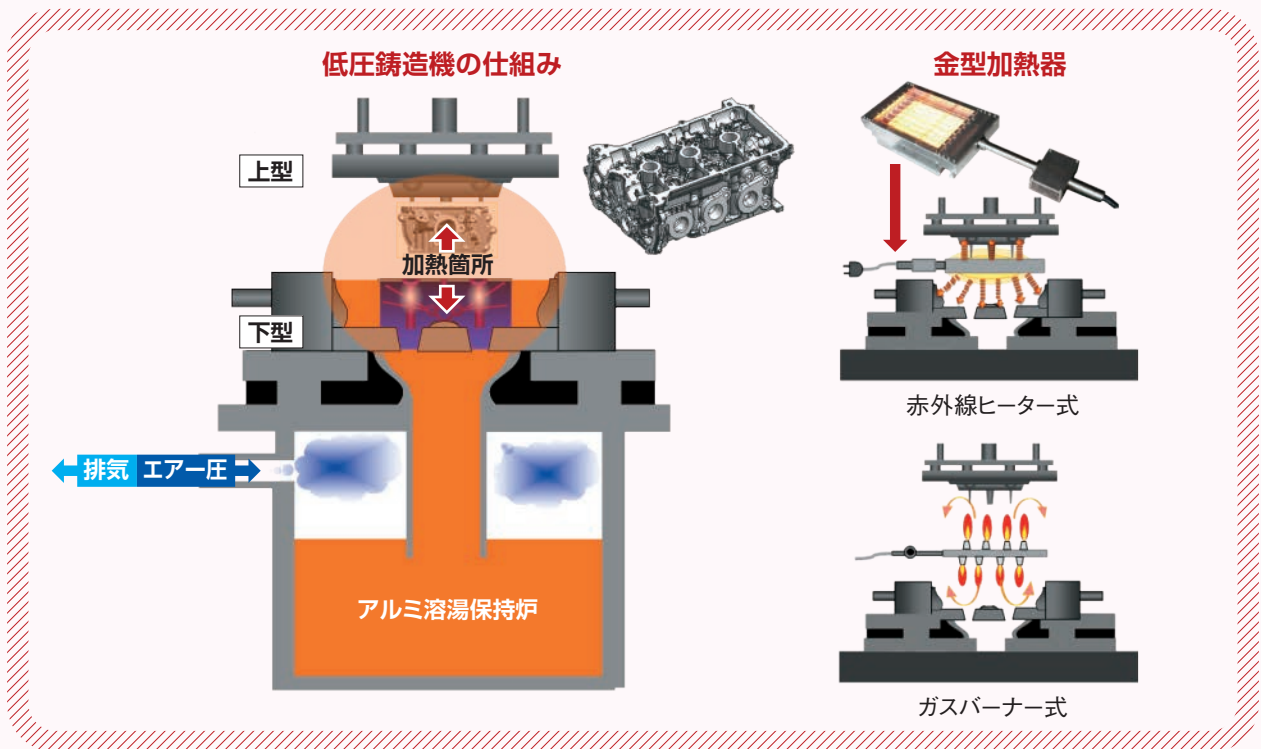 低圧鋳造機の仕組み
金型加熱器
上型
加熱箇所
下型
排気 エアー圧
アルミ溶湯保持炉
赤外線ヒーター式
ガスバーナー式